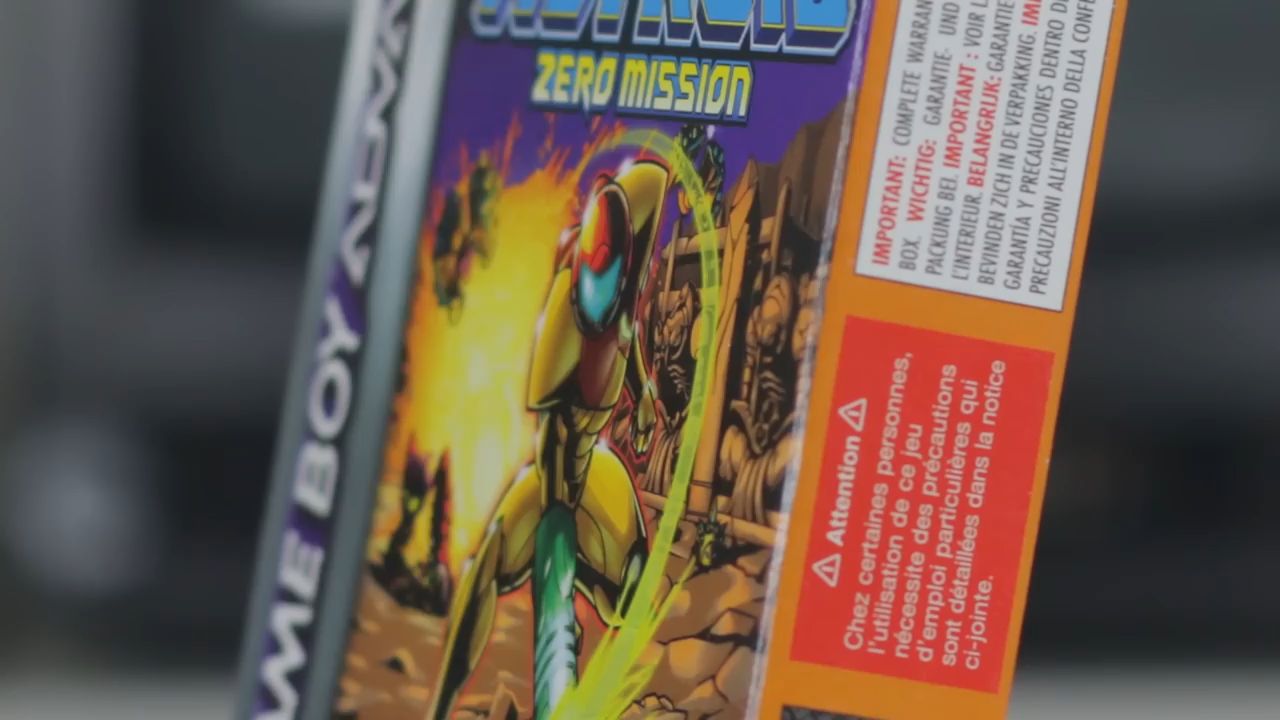 ZERO MISSION
GAME BOY ADVANCE
IMPORTANT: COMPLETE
BOX. WICHTIG: GARANTIE- UND
PACKUNG BEI. IMPORTANT : VOIR
L'INTERIEUR. BELANGRIJK: GARANTIE
BEVINDEN ZICH IN DE VERPAKKING.
GARANTÍA Y PRECAUCIONES DENTRO
PRECAUZIONI ALL'INTERNO DELLA
⚠ Attention ⚠
Chez certaines personnes,
l'utilisation de ce jeu
nécessite des précautions
d'emploi particulières qui
sont détaillées dans la notice
ci-jointe.